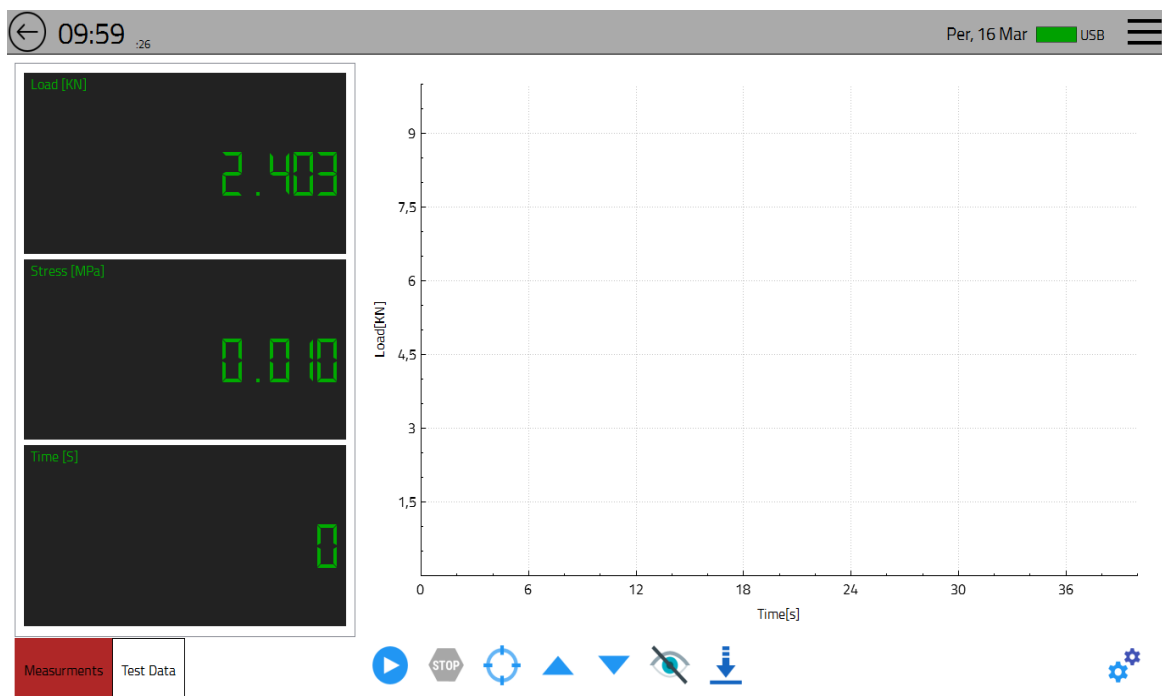 09:59 :26
Per, 16 Mar USB
Load [KN]
2.403
Stress [MPa]
0.010
Time [S]
0
Load[KN]
9
7,5
6
4,5
3
1,5
0 6 12 18 24 30 36
Time[s]
Measurments Test Data
STOP